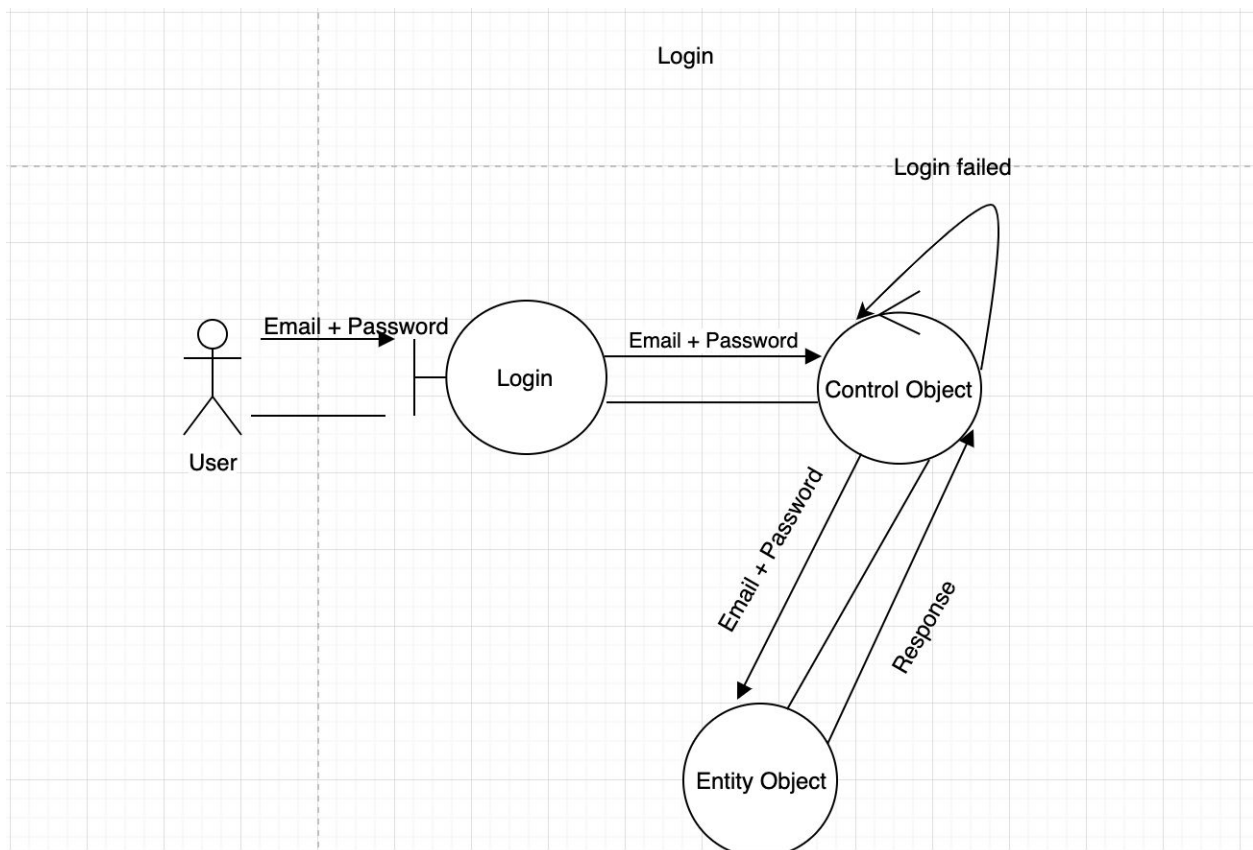 Login
Login failed
Email + Password
Email + Password
Login
Control Object
User
Email + Password
Response
Entity Object